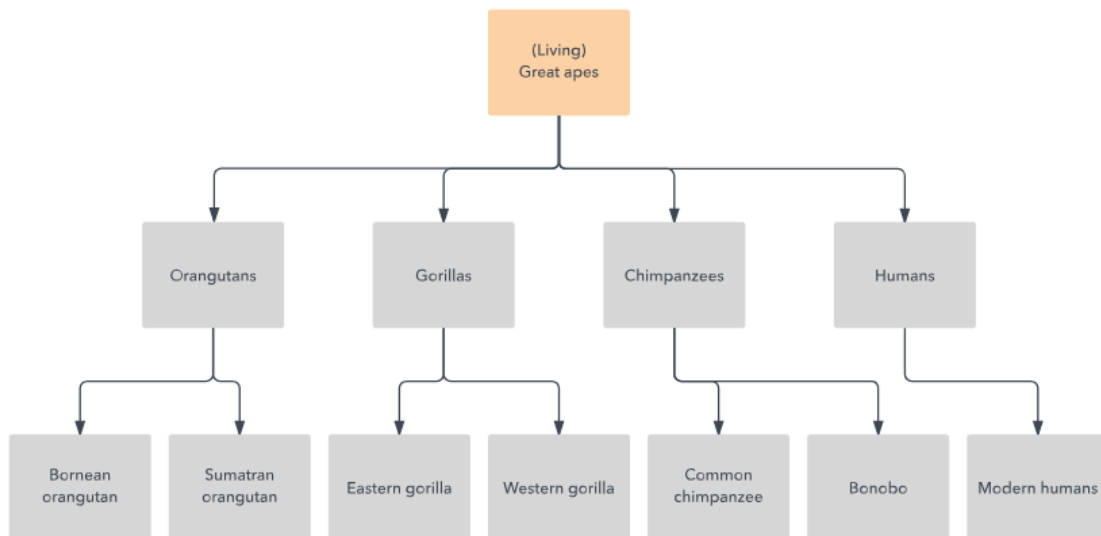 (Living)
Great apes
Orangutans
Gorillas
Chimpanzees
Humans
Bornean
orangutan
Sumatran
orangutan
Eastern gorilla
Western gorilla
Common
chimpanzee
Bonobo
Modern humans